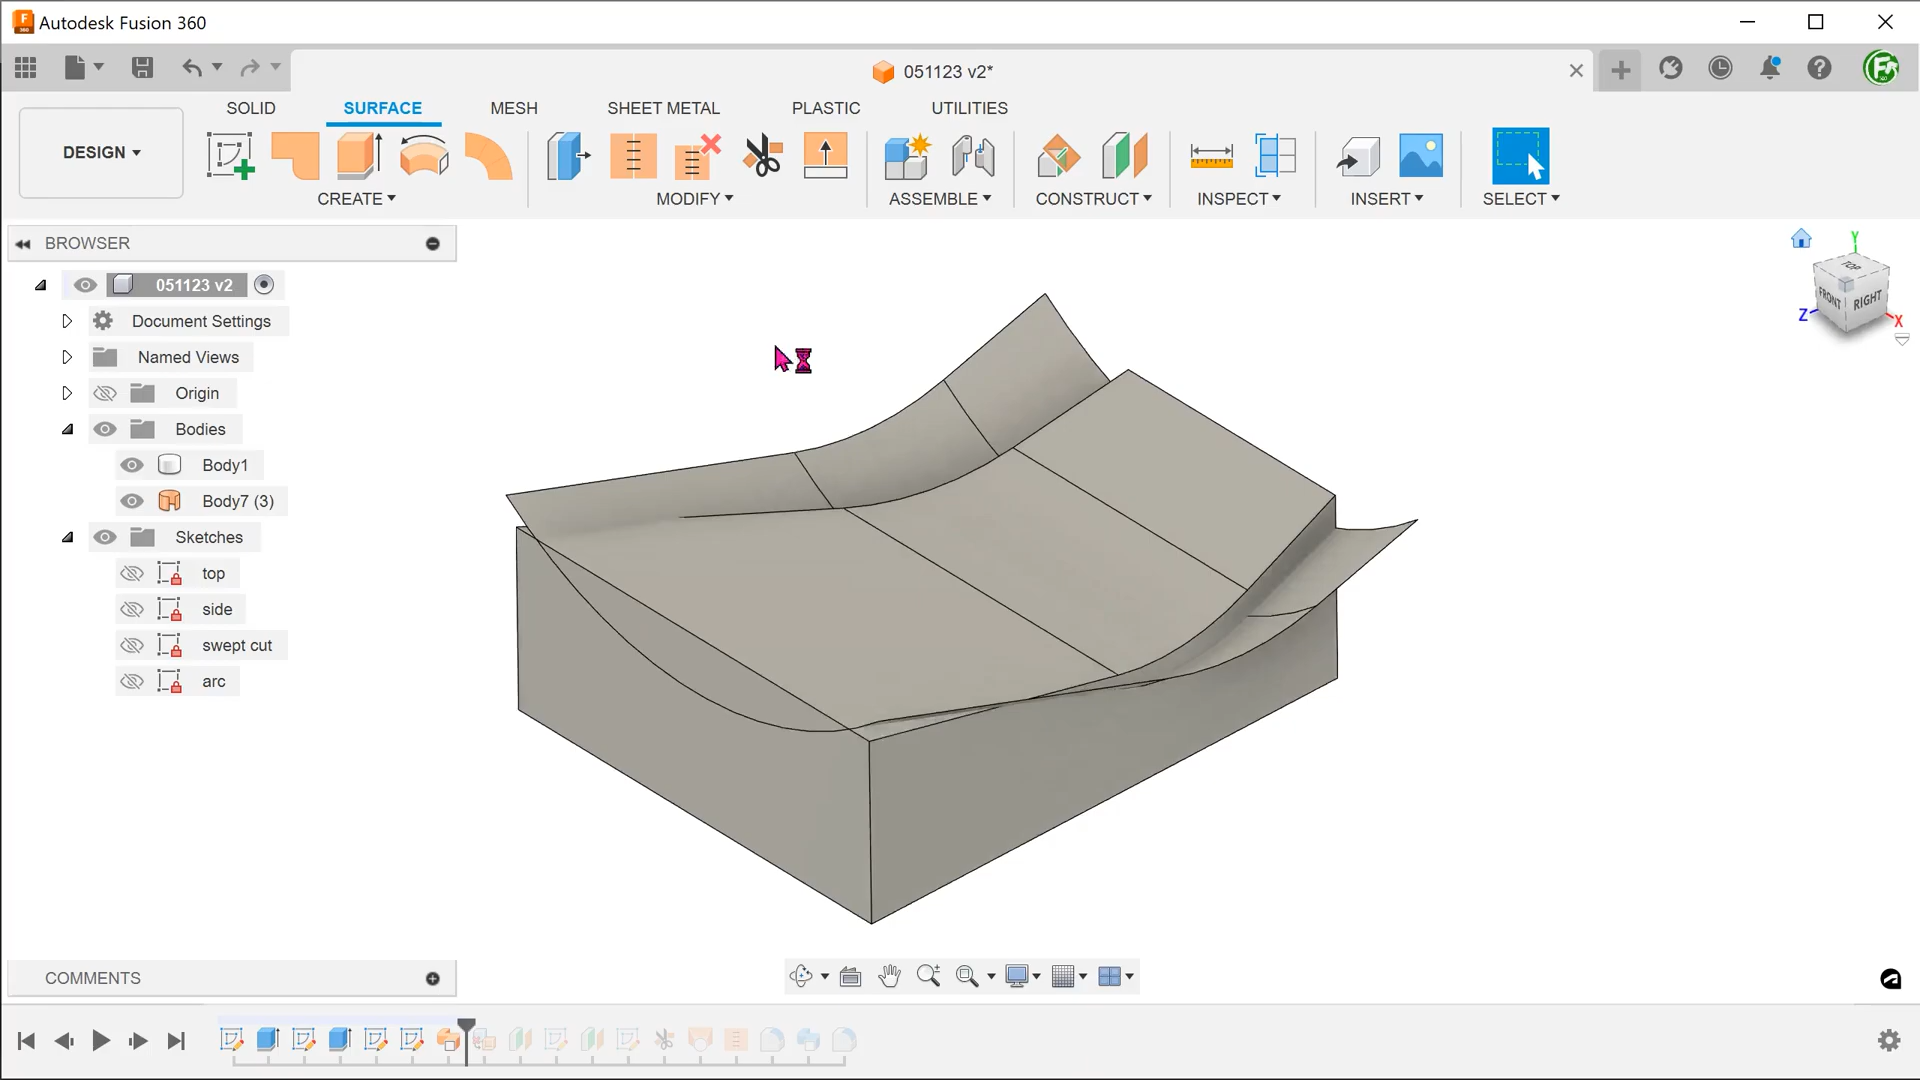 Autodesk Fusion 360
051123 v2*
SOLID
SURFACE
MESH
SHEET METAL
PLASTIC
UTILITIES
DESIGN
CREATE
MODIFY
ASSEMBLE
CONSTRUCT
INSPECT
INSERT
SELECT
BROWSER
051123 v2
Document Settings
Named Views
Origin
Bodies
Body1
Body7 (3)
Sketches
top
side
swept cut
arc
Y
TOP
FRONT
RIGHT
Z
X
COMMENTS